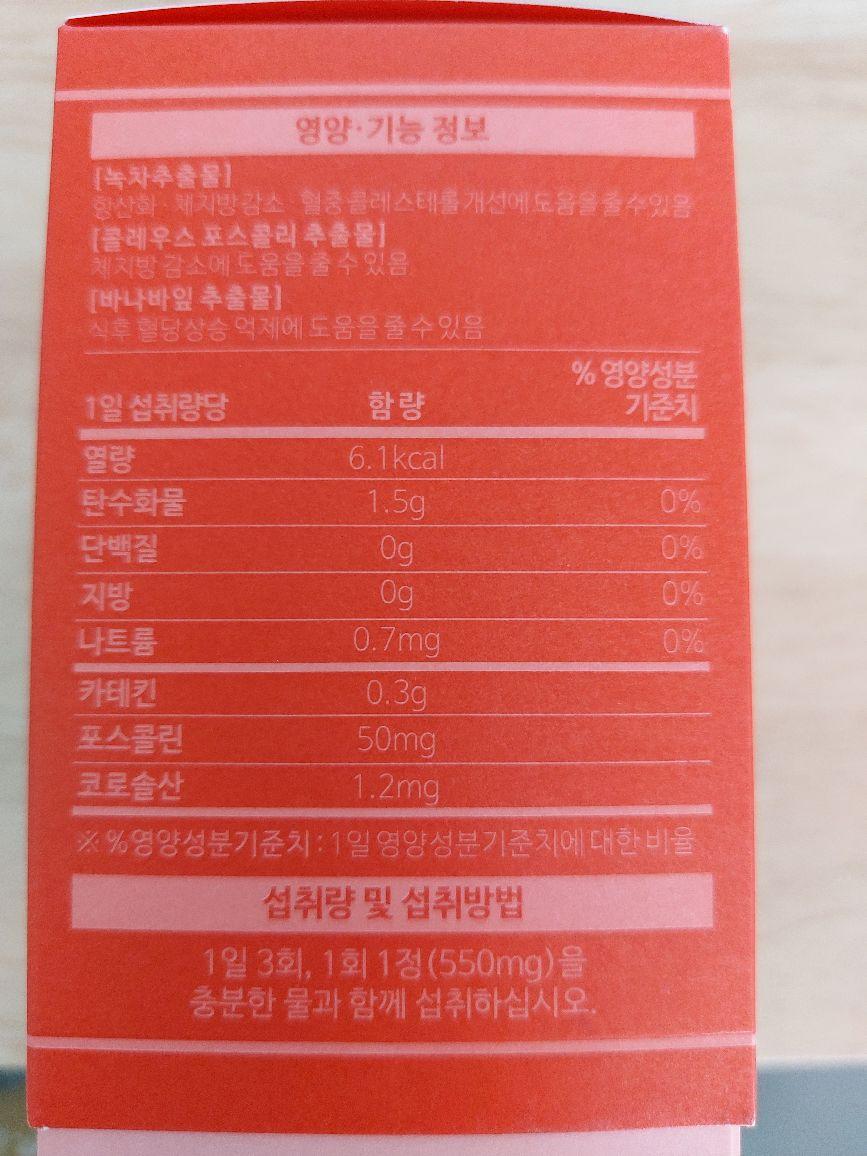 영양·기능 정보
[녹차추출물]
항산화·체지방 감소·혈중 콜레스테롤 개선에 도움을 줄 수 있음
[콜레우스 포스콜리 추출물]
체지방 감소에 도움을 줄 수 있음
[바나바잎 추출물]
식후 혈당상승 억제에 도움을 줄 수 있음
1일 섭취량당 함량 % 영양성분
기준치
열량 6.1kcal
탄수화물 1.5g 0%
단백질 0g 0%
지방 0g 0%
나트륨 0.7mg 0%
카테킨 0.3g
포스콜린 50mg
코로솔산 1.2mg
※ %영양성분기준치 : 1일 영양성분기준치에 대한 비율
섭취량 및 섭취방법
1일 3회, 1회 1정(550mg)을
충분한 물과 함께 섭취하십시오.